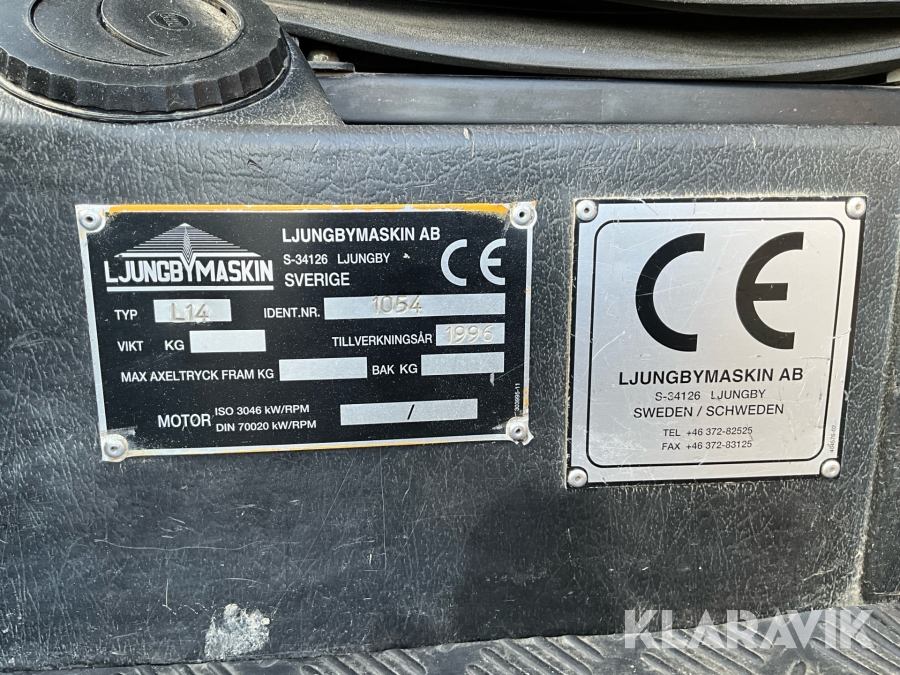 LJUNGBYMASKIN
LJUNGBYMASKIN AB
S-34126 LJUNGBY
SVERIGE
CE
TYP L14 IDENT.NR. 1054
VIKT KG TILLVERKNINGSÅR 1996
MAX AXELTRYCK FRAM KG BAK KG
MOTOR ISO 3046 kW/RPM /
DIN 70020 kW/RPM
CE
LJUNGBYMASKIN AB
S-34126 LJUNGBY
SWEDEN / SCHWEDEN
TEL +46 372-82525
FAX +46 372-83125
KLARAVIK